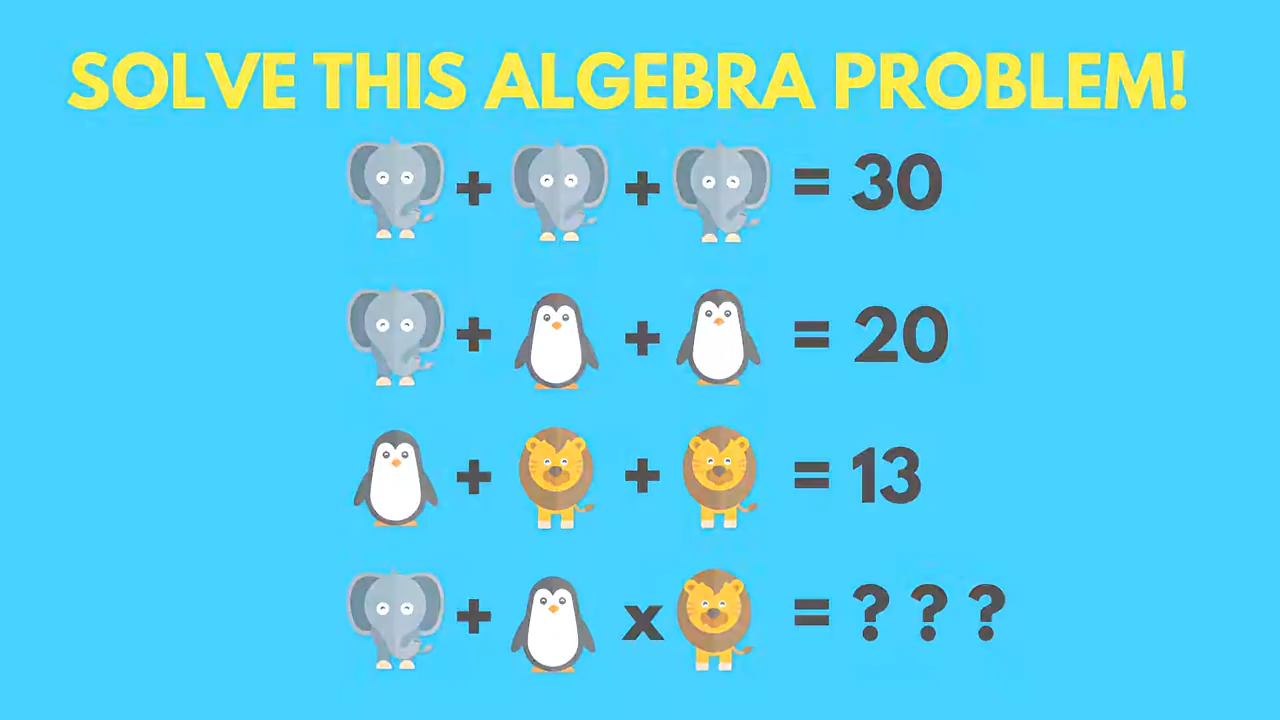 SOLVE THIS ALGEBRA PROBLEM!
+ + = 30
+ + = 20
+ + = 13
+ x = ? ? ?